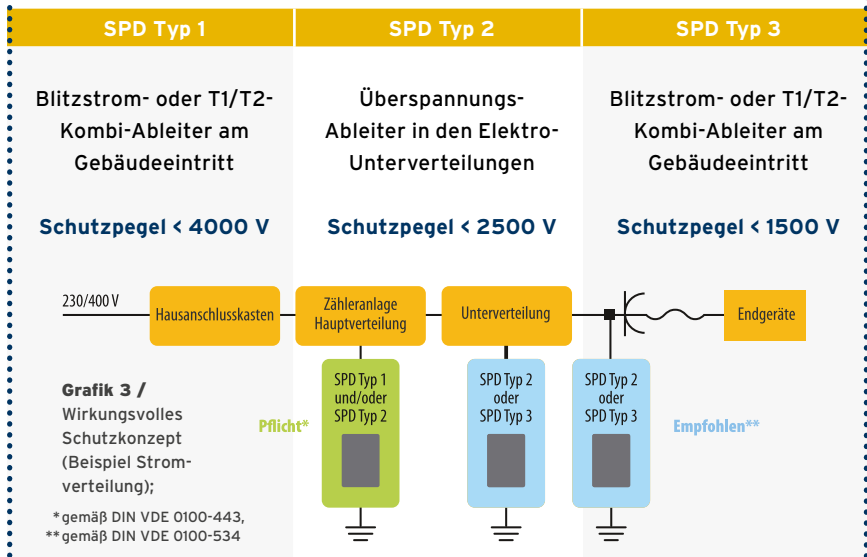 SPD Typ 1
SPD Typ 2
SPD Typ 3
Blitzstrom- oder T1/T2-
Kombi-Ableiter am
Gebäudeeintritt
Schutzpegel < 4000 V
Überspannungs-
Ableiter in den Elektro-
Unterverteilungen
Schutzpegel < 2500 V
Blitzstrom- oder T1/T2-
Kombi-Ableiter am
Gebäudeeintritt
Schutzpegel < 1500 V
230/400 V
Hausanschlusskasten
Zähleranlage
Hauptverteilung
Unterverteilung
Endgeräte
Grafik 3 /
Wirkungsvolles
Schutzkonzept
(Beispiel Strom-
verteilung);
* gemäß DIN VDE 0100-443,
** gemäß DIN VDE 0100-534
Pflicht*
SPD Typ 1
und/oder
SPD Typ 2
SPD Typ 2
oder
SPD Typ 3
SPD Typ 2
oder
SPD Typ 3
Empfohlen**